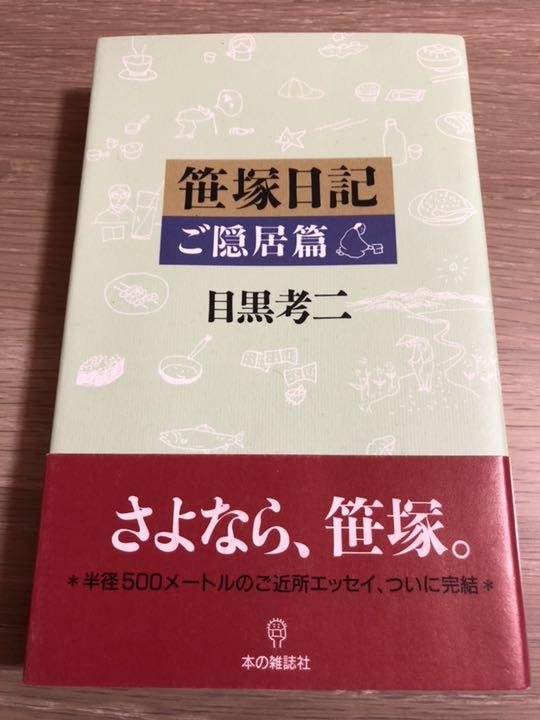 笹塚日記
ご隠居篇
目黒考二
さよなら、笹塚。
＊半径500メートルのご近所エッセイ、ついに完結＊
本の雑誌社